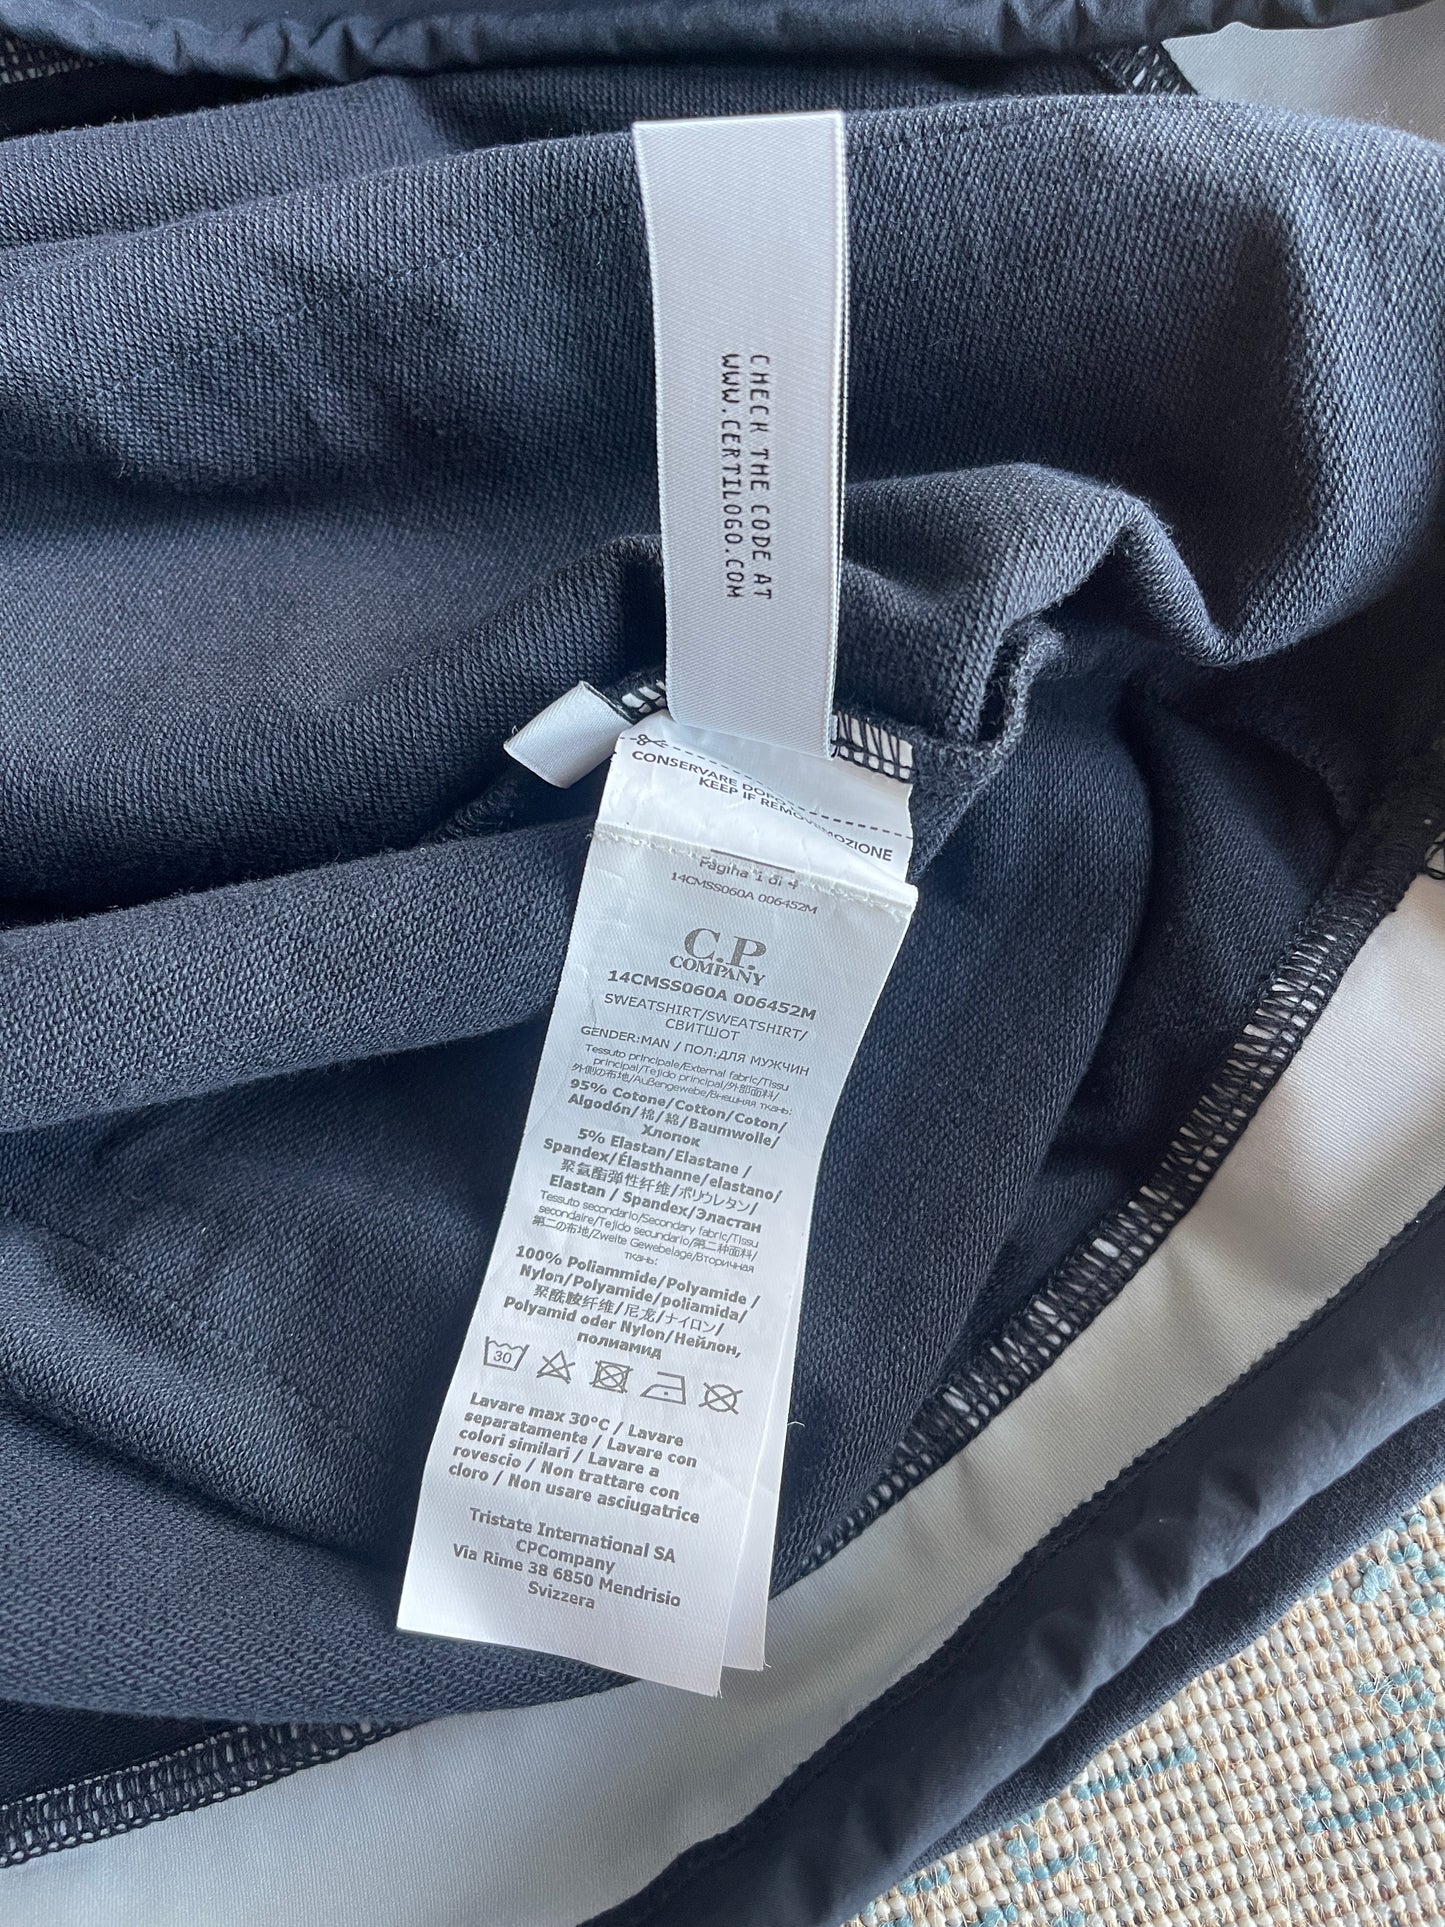 CHECK THE CODE AT
WWW.CERTILOGO.COM
CONSERVARE DOPO RIMOZIONE
KEEP IF REMOVED
Pagina 1 di 4
14CMSS060A 006452M
C.P.
COMPANY
14CMSS060A 006452M
SWEATSHIRT/SWEATSHIRT/
СВИТШОТ
GENDER:MAN / ПОЛ:ДЛЯ МУЖЧИН
Tessuto principale/External fabric/Tissu
principal/Tejido principal/外部面料/
外側の布地/Außengewebe/Внешняя ткань:
95% Cotone/Cotton/Coton/
Algodón/棉/綿/Baumwolle/
Хлопок
5% Elastan/Elastane /
Spandex/Élasthanne/elastano/
聚氨酯弹性纤维/ポリウレタン/
Elastan / Spandex/Эластан
Tessuto secondario/Secondary fabric/Tissu
secondaire/Tejido secundario/第二种面料/
第二の布地/Zweite Gewebelage/Вторичная
ткань:
100% Poliammide/Polyamide /
Nylon/Polyamide/poliamida/
聚酰胺纤维/尼龙/ナイロン/
Polyamid oder Nylon/Нейлон,
полиамид
30
Lavare max 30°C / Lavare
separatamente / Lavare con
colori similari / Lavare a
rovescio / Non trattare con
cloro / Non usare asciugatrice
Tristate International SA
CPCompany
Via Rime 38 6850 Mendrisio
Svizzera